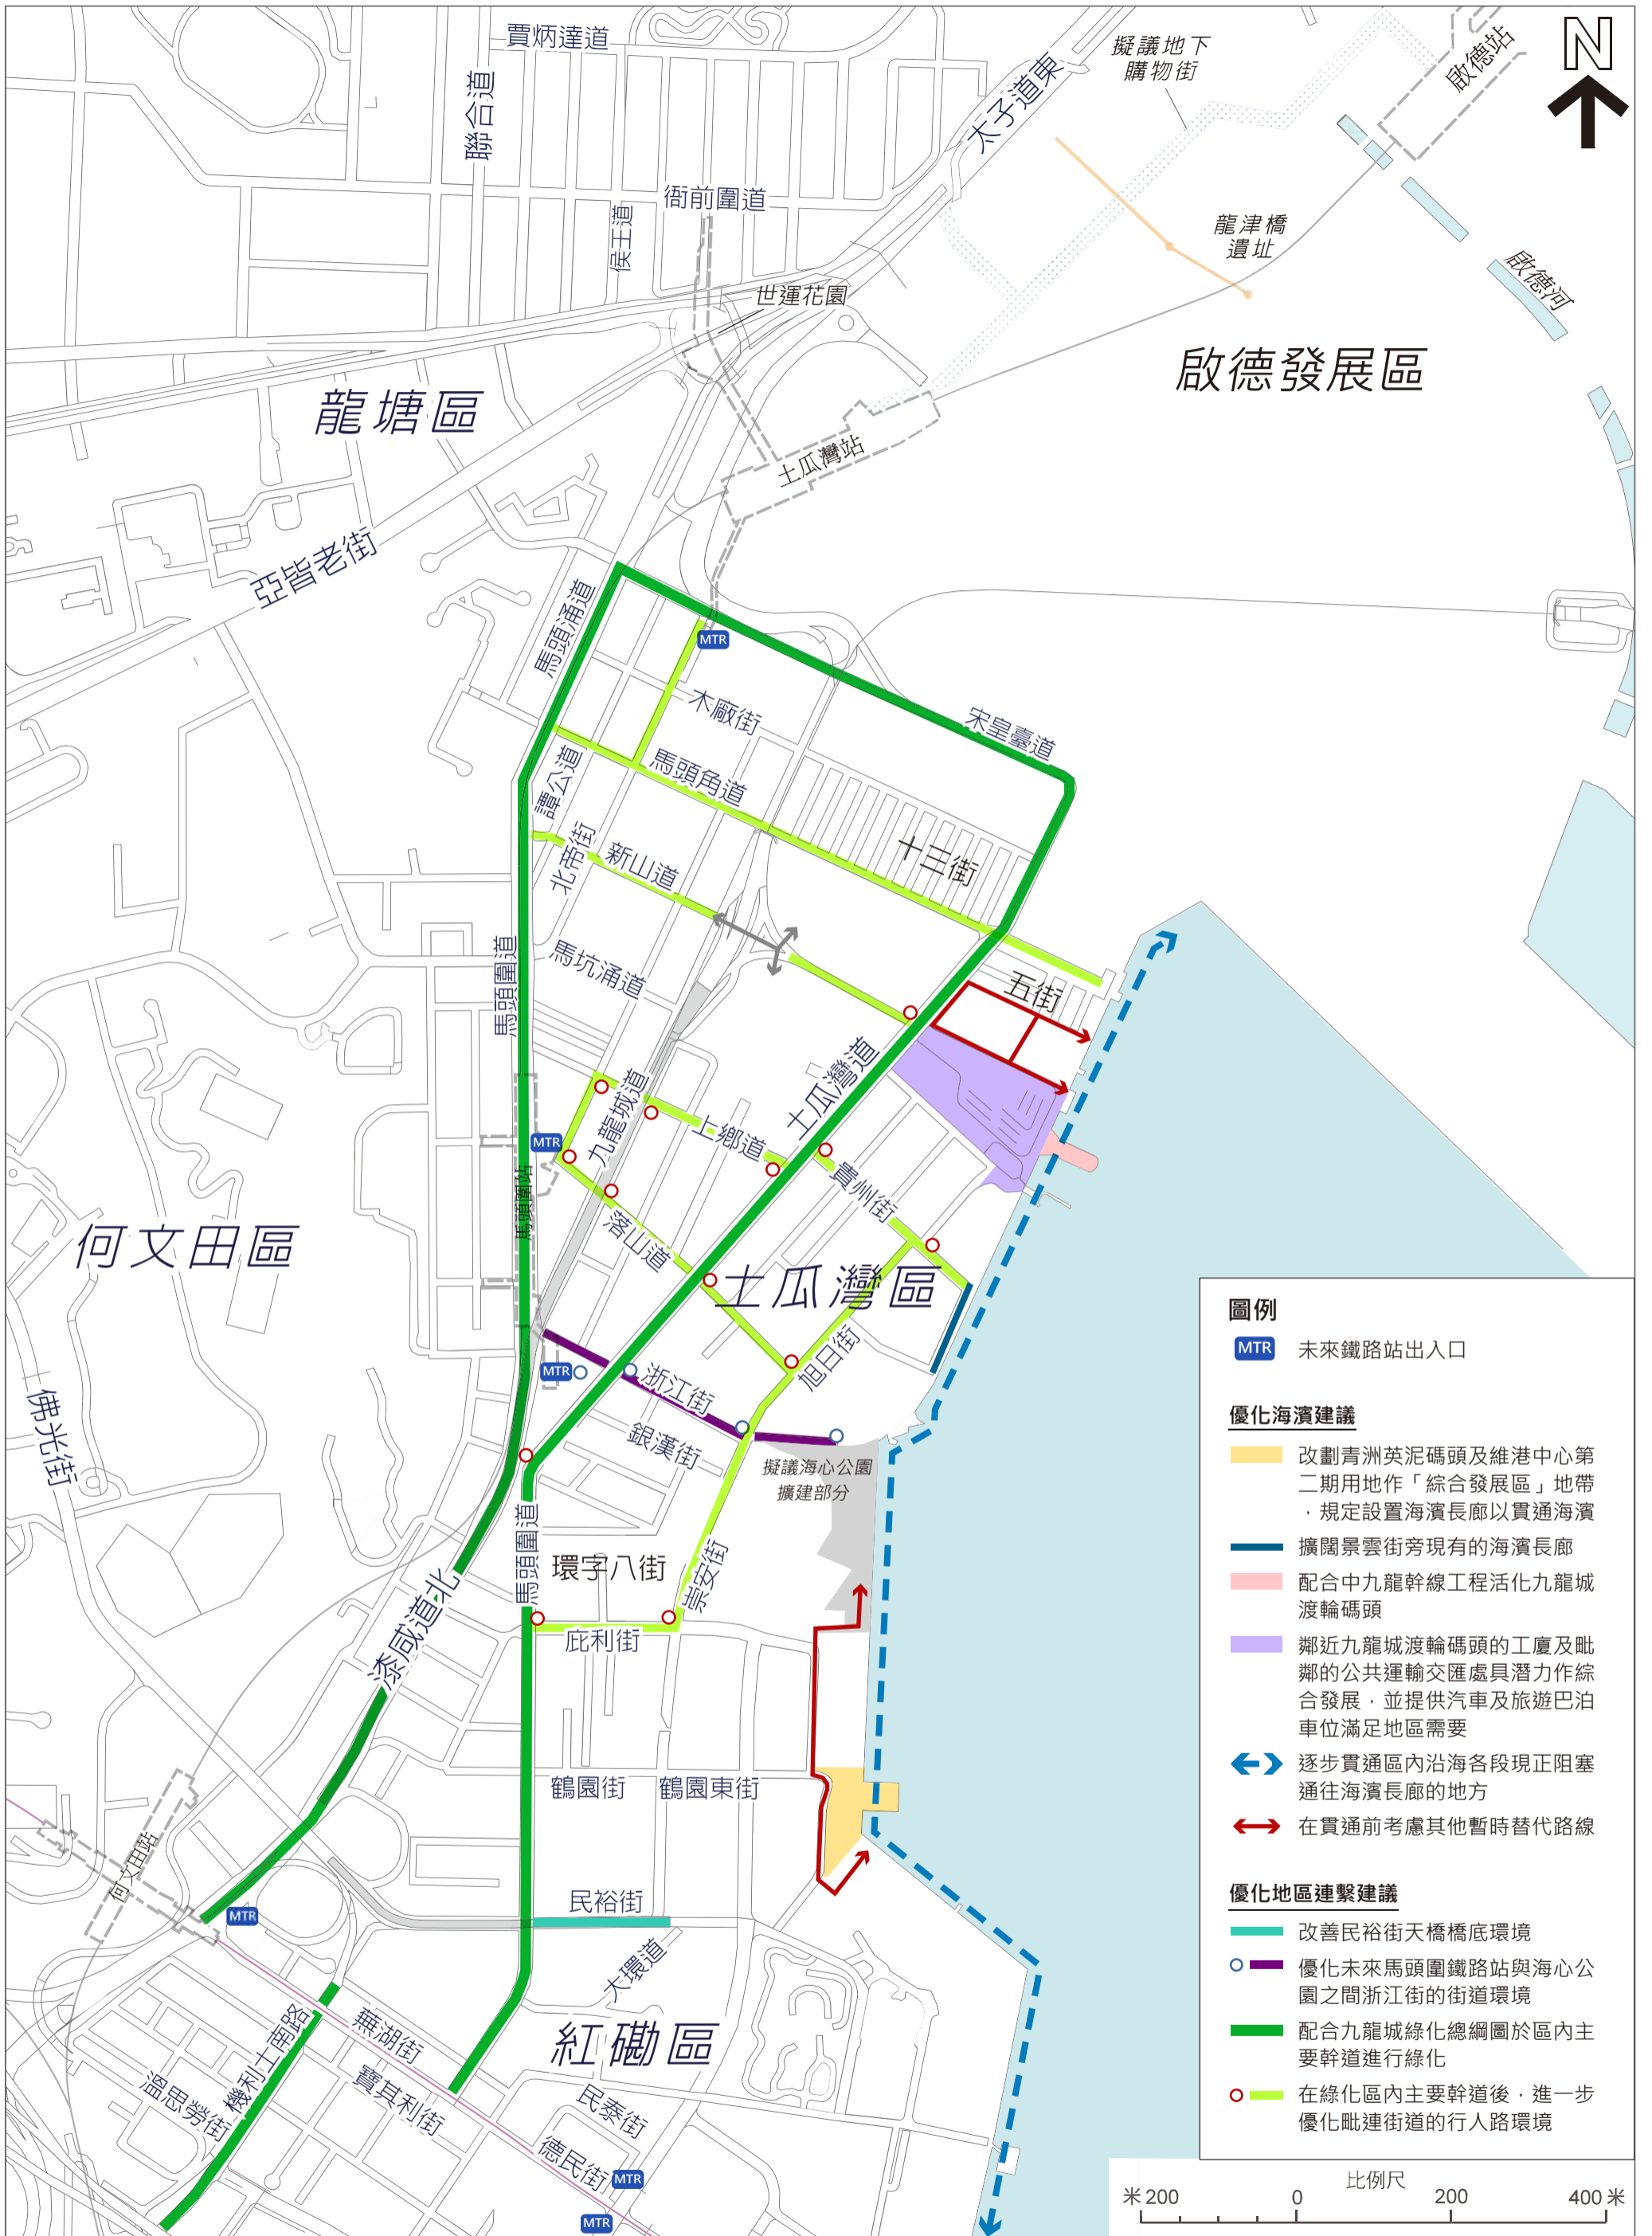 賈炳達道
聯合道
擬議地下
購物街
太子道東
啟德站
N
衙前圍道
侯王道
龍津橋
遺址
啟德河
世運花園
啟德發展區
龍塘區
土瓜灣站
亞皆老街
馬頭涌道
MTR
木廠街
宋皇臺道
馬頭角道
譚公道
北帝街
新山道
十三街
馬頭圍道
馬坑涌道
五街
九龍城道
土瓜灣道
上鄉道
MTR
馬頭圍站
貴州街
落山道
何文田區
土瓜灣區
旭日街
MTR
浙江街
銀漢街
佛光街
擬議海心公園
擴建部分
馬頭圍道
環字八街
崇安街
庇利街
漆咸道北
鶴園街
鶴園東街
何文田站
MTR
民裕街
大環道
紅磡區
機利士南路
蕪湖街
寶其利街
溫思勞街
民泰街
德民街
MTR
MTR
圖例
MTR 未來鐵路站出入口
優化海濱建議
改劃青洲英泥碼頭及維港中心第
二期用地作「綜合發展區」地帶
，規定設置海濱長廊以貫通海濱
擴闊景雲街旁現有的海濱長廊
配合中九龍幹線工程活化九龍城
渡輪碼頭
鄰近九龍城渡輪碼頭的工廈及毗
鄰的公共運輸交匯處具潛力作綜
合發展，並提供汽車及旅遊巴泊
車位滿足地區需要
逐步貫通區內沿海各段現正阻塞
通往海濱長廊的地方
在貫通前考慮其他暫時替代路線
優化地區連繫建議
改善民裕街天橋橋底環境
優化未來馬頭圍鐵路站與海心公
園之間浙江街的街道環境
配合九龍城綠化總綱圖於區內主
要幹道進行綠化
在綠化區內主要幹道後，進一步
優化毗連街道的行人路環境
比例尺
米 200 0 200 400 米